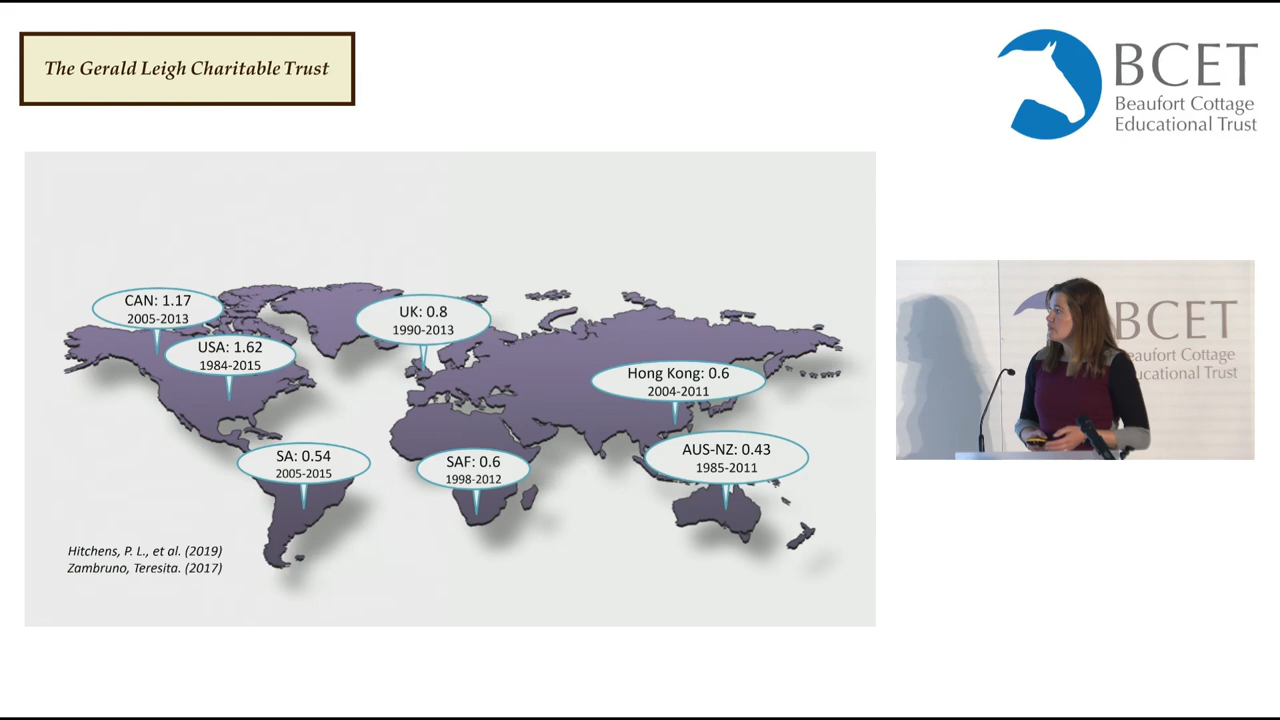 The Gerald Leigh Charitable Trust
BCET
Beaufort Cottage
Educational Trust
CAN: 1.17
2005-2013
USA: 1.62
1984-2015
UK: 0.8
1990-2013
Hong Kong: 0.6
2004-2011
SA: 0.54
2005-2015
SAF: 0.6
1998-2012
AUS-NZ: 0.43
1985-2011
Hitchens, P. L., et al. (2019)
Zambruno, Teresita. (2017)
BCET
eaufort Cottage
ucational Trust